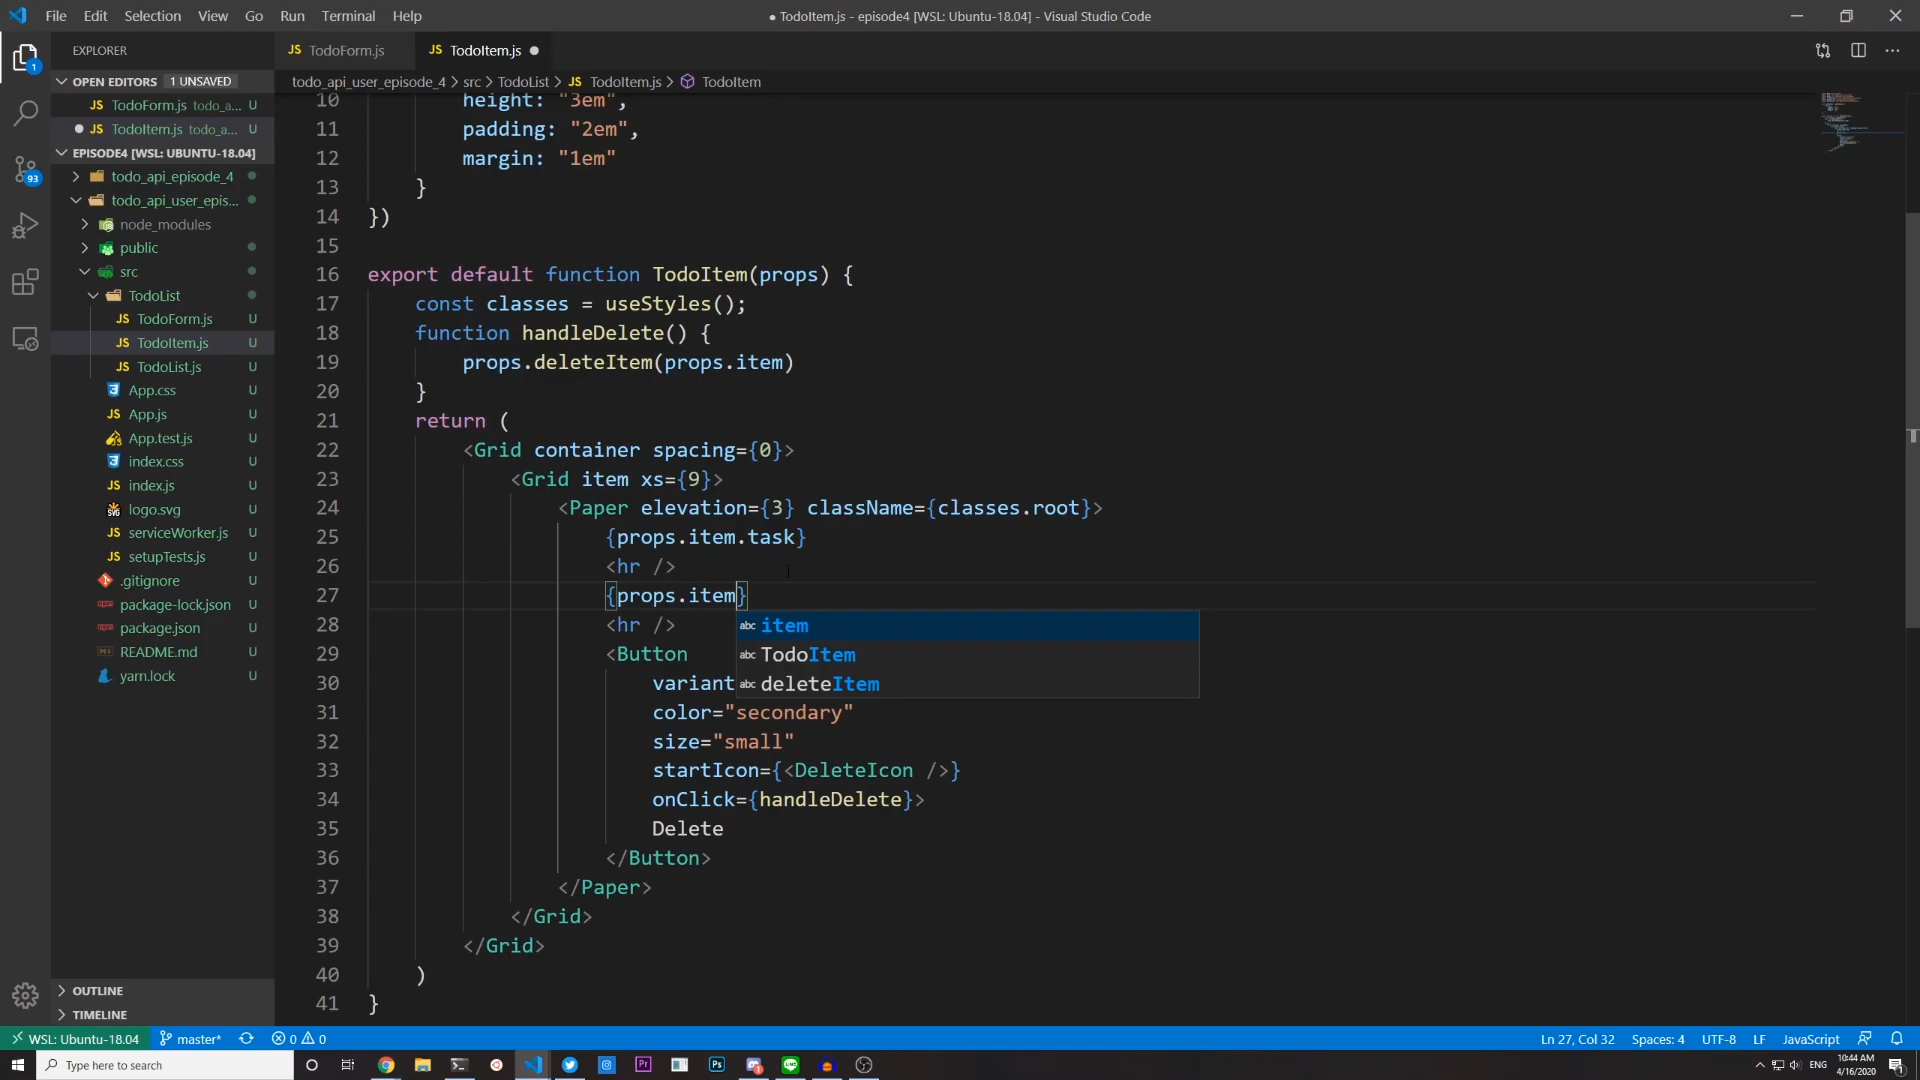 File Edit Selection View Go Run Terminal Help
● TodoItem.js - episode4 [WSL: Ubuntu-18.04] - Visual Studio Code
EXPLORER
JS TodoForm.js
JS TodoItem.js ●
OPEN EDITORS 1 UNSAVED
todo_api_user_episode_4 > src > TodoList > JS TodoItem.js > TodoItem
JS TodoForm.js todo_a... U
JS TodoItem.js todo_a... U
EPISODE4 [WSL: UBUNTU-18.04]
todo_api_episode_4
todo_api_user_epis...
node_modules
public
src
TodoList
JS TodoForm.js U
JS TodoItem.js U
JS TodoList.js U
App.css U
JS App.js U
App.test.js U
index.css U
JS index.js U
logo.svg U
JS serviceWorker.js U
setupTests.js U
.gitignore U
package-lock.json U
package.json U
README.md U
yarn.lock U
OUTLINE
TIMELINE
1
93
10 height: "3em",
11 padding: "2em",
12 margin: "1em"
13 }
14 })
15
16 export default function TodoItem(props) {
17 const classes = useStyles();
18 function handleDelete() {
19 props.deleteItem(props.item)
20 }
21 return (
22 <Grid container spacing={0}>
23 <Grid item xs={9}>
24 <Paper elevation={3} className={classes.root}>
25 {props.item.task}
26 <hr />
27 {props.item}
28 <hr />
abc item
29 <Button
abc TodoItem
30 variant
abc deleteItem
31 color="secondary"
32 size="small"
33 startIcon={<DeleteIcon />}
34 onClick={handleDelete}>
35 Delete
36 </Button>
37 </Paper>
38 </Grid>
39 </Grid>
40 )
41 }
WSL: Ubuntu-18.04 master* 0 0
Ln 27, Col 32 Spaces: 4 UTF-8 LF JavaScript
Type here to search
Pr
Ps
ENG
10:44 AM
4/16/2020